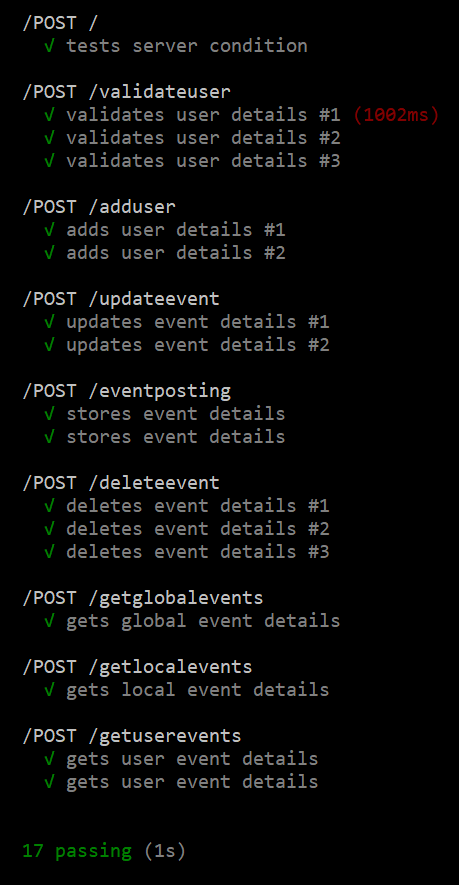 /POST /
√ tests server condition
/POST /validateuser
√ validates user details #1 (1002ms)
√ validates user details #2
√ validates user details #3
/POST /adduser
√ adds user details #1
√ adds user details #2
/POST /updateevent
√ updates event details #1
√ updates event details #2
/POST /eventposting
√ stores event details
√ stores event details
/POST /deleteevent
√ deletes event details #1
√ deletes event details #2
√ deletes event details #3
/POST /getglobalevents
√ gets global event details
/POST /getlocalevents
√ gets local event details
/POST /getuserevents
√ gets user event details
√ gets user event details
17 passing (1s)